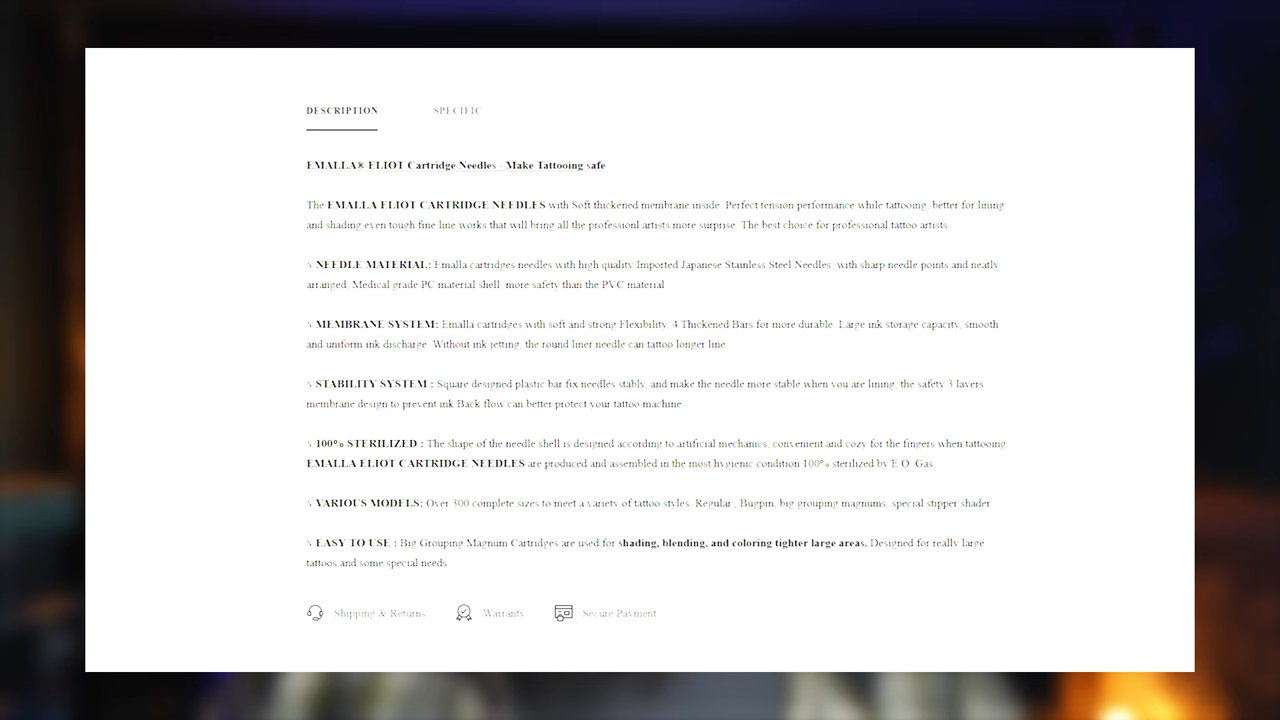 DESCRIPTION SPECIFIC
EMALLA® ELIOT Cartridge Needles - Make Tattooing safe
The EMALLA ELIOT CARTRIDGE NEEDLES with Soft thickened membrane inside. Perfect tension performance while tattooing, better for lining
and shading even tough fine line works that will bring all the professionl artists more surprise. The best choice for professional tattoo artists.
√ NEEDLE MATERIAL: Emalla cartridges needles with high quality Imported Japanese Stainless Steel Needles, with sharp needle points and neatly
arranged, Medical grade PC material shell, more safety than the PVC material
√ MEMBRANE SYSTEM: Emalla cartridges with soft and strong Flexibility, 4 Thickened Bars for more durable. Large ink storage capacity, smooth
and uniform ink discharge. Without ink jetting, the round liner needle can tattoo longer line
√ STABILITY SYSTEM : Square designed plastic bar fix needles stably, and make the needle more stable when you are lining, the safety 3 layers
membrane design to prevent ink Back flow can better protect your tattoo machine
√ 100% STERILIZED : The shape of the needle shell is designed according to artificial mechanics, convenient and cozy for the fingers when tattooing
EMALLA ELIOT CARTRIDGE NEEDLES are produced and assembled in the most hygienic condition 100% sterilized by E.O. Gas.
√ VARIOUS MODELS: Over 300 complete sizes to meet a variety of tattoo styles. Regular , Bugpin, big grouping magnums, special stipper shader
√ EASY TO USE : Big Grouping Magnum Cartridges are used for shading, blending, and coloring tighter large areas. Designed for really large
tattoos and some special needs
Shipping & Returns Warranty Secure Payment